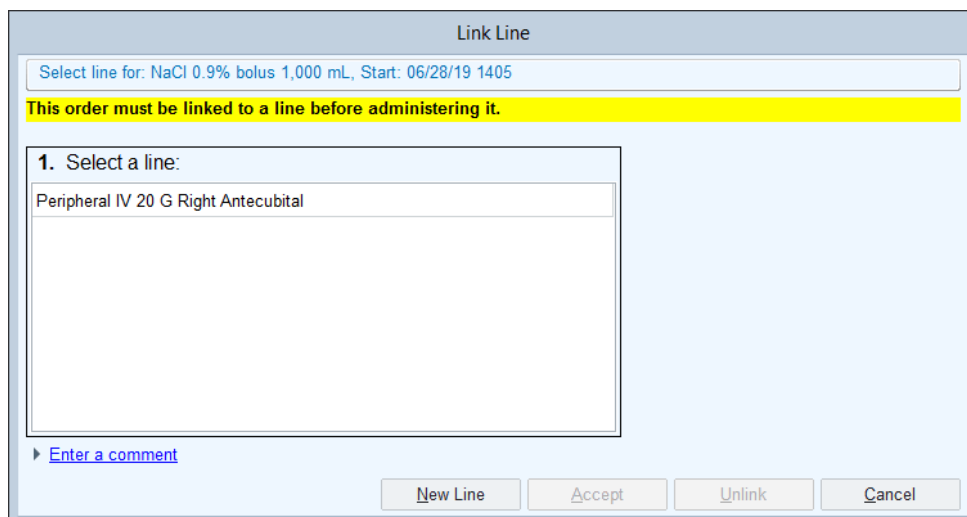 Link Line
Select line for: NaCl 0.9% bolus 1,000 mL, Start: 06/28/19 1405
This order must be linked to a line before administering it.
1. Select a line:
Peripheral IV 20 G Right Antecubital
Enter a comment
New Line Accept Unlink Cancel